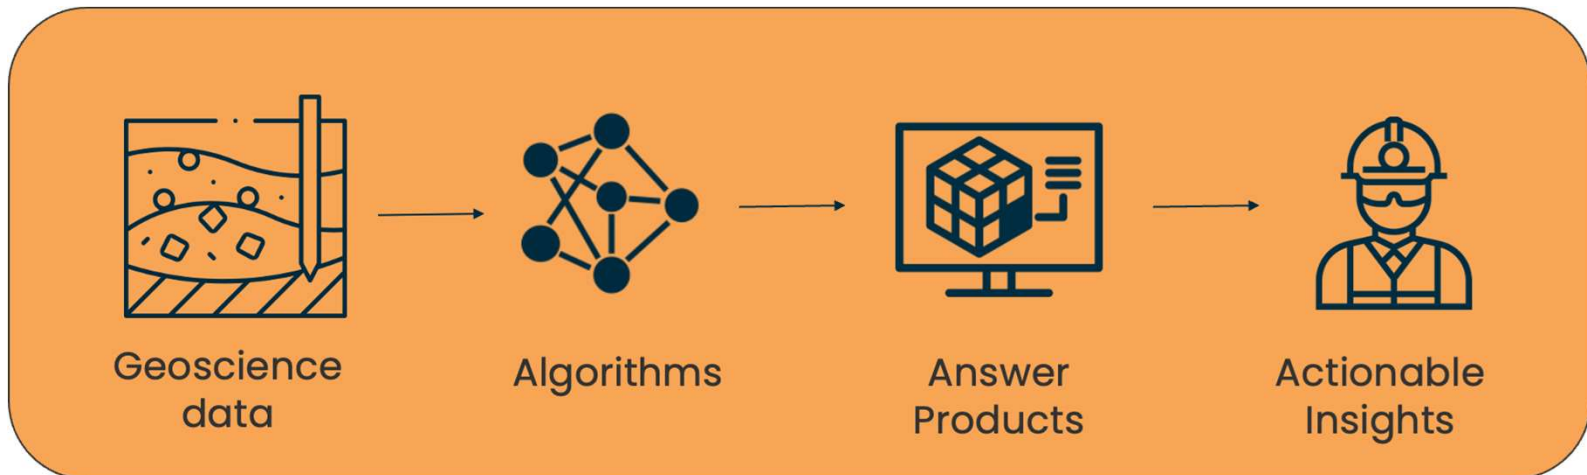 Geoscience
data
Algorithms
Answer
Products
Actionable
Insights